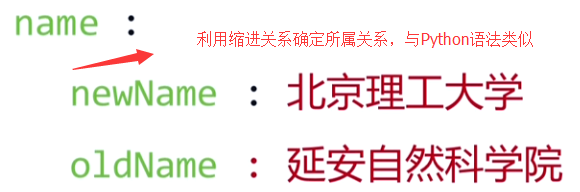 name :
利用缩进关系确定所属关系，与Python语法类似
newName : 北京理工大学
oldName : 延安自然科学院